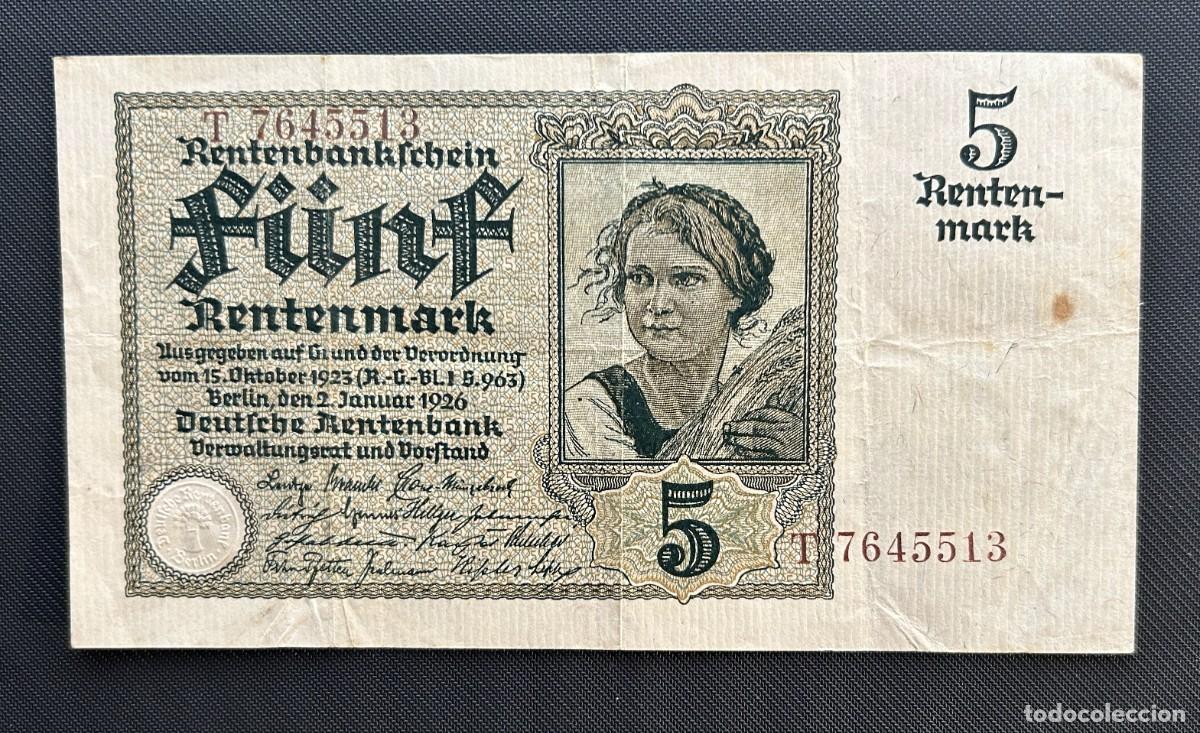 T 7645513
Rentenbankschein
Fünf
Rentenmark
Ausgegeben auf Grund der Verordnung
vom 15. Oktober 1923 (R.-G.-Bl. I S. 963)
Berlin, den 2. Januar 1926
Deutsche Rentenbank
Verwaltungsrat und Vorstand
5
5
Renten-
mark
T 7645513
todocoleccion